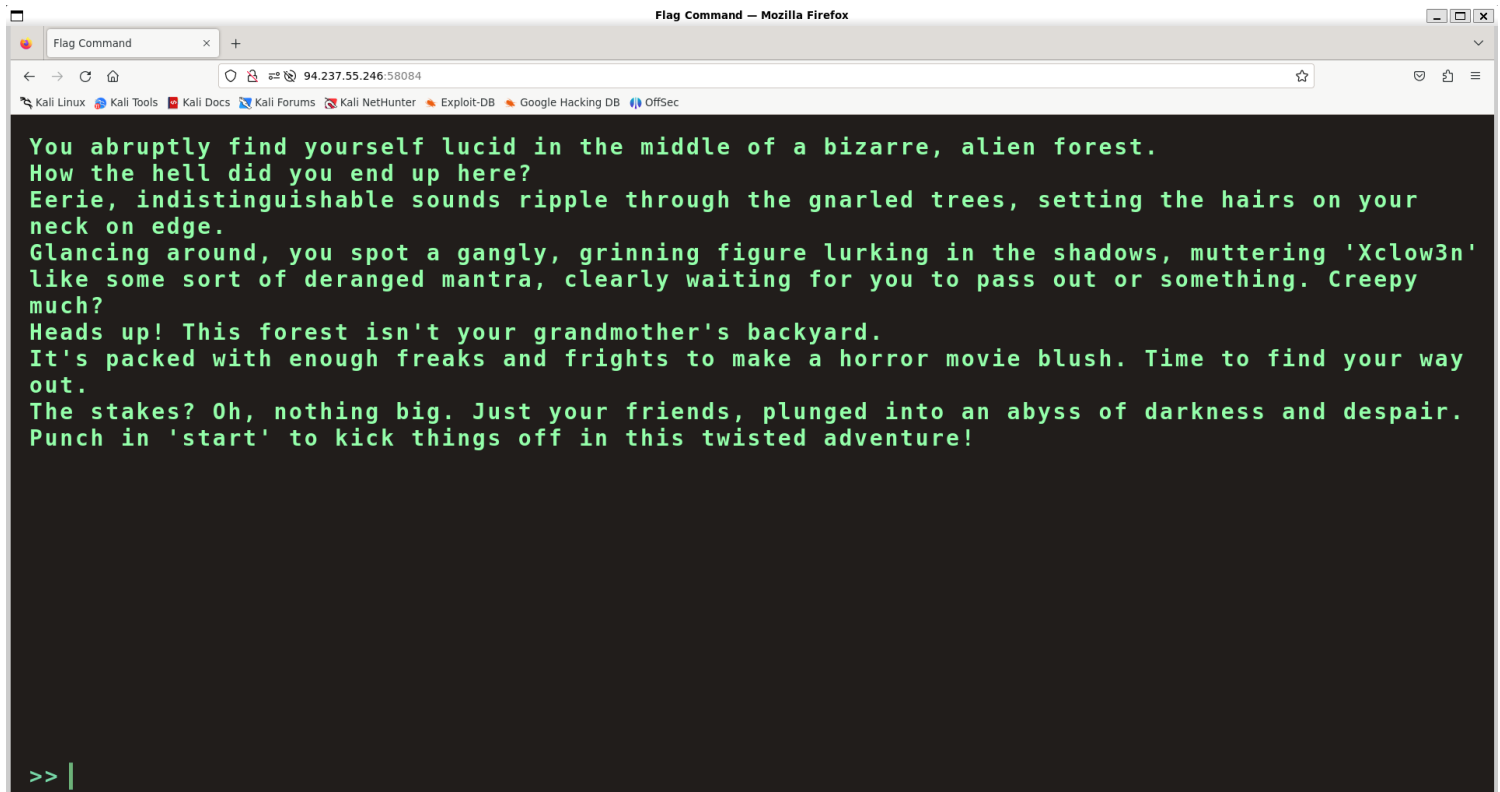 Flag Command — Mozilla Firefox
Flag Command
94.237.55.246:58084
Kali Linux Kali Tools Kali Docs Kali Forums Kali NetHunter Exploit-DB Google Hacking DB OffSec
You abruptly find yourself lucid in the middle of a bizarre, alien forest.
How the hell did you end up here?
Eerie, indistinguishable sounds ripple through the gnarled trees, setting the hairs on your
neck on edge.
Glancing around, you spot a gangly, grinning figure lurking in the shadows, muttering 'Xclow3n'
like some sort of deranged mantra, clearly waiting for you to pass out or something. Creepy
much?
Heads up! This forest isn't your grandmother's backyard.
It's packed with enough freaks and frights to make a horror movie blush. Time to find your way
out.
The stakes? Oh, nothing big. Just your friends, plunged into an abyss of darkness and despair.
Punch in 'start' to kick things off in this twisted adventure!
>>